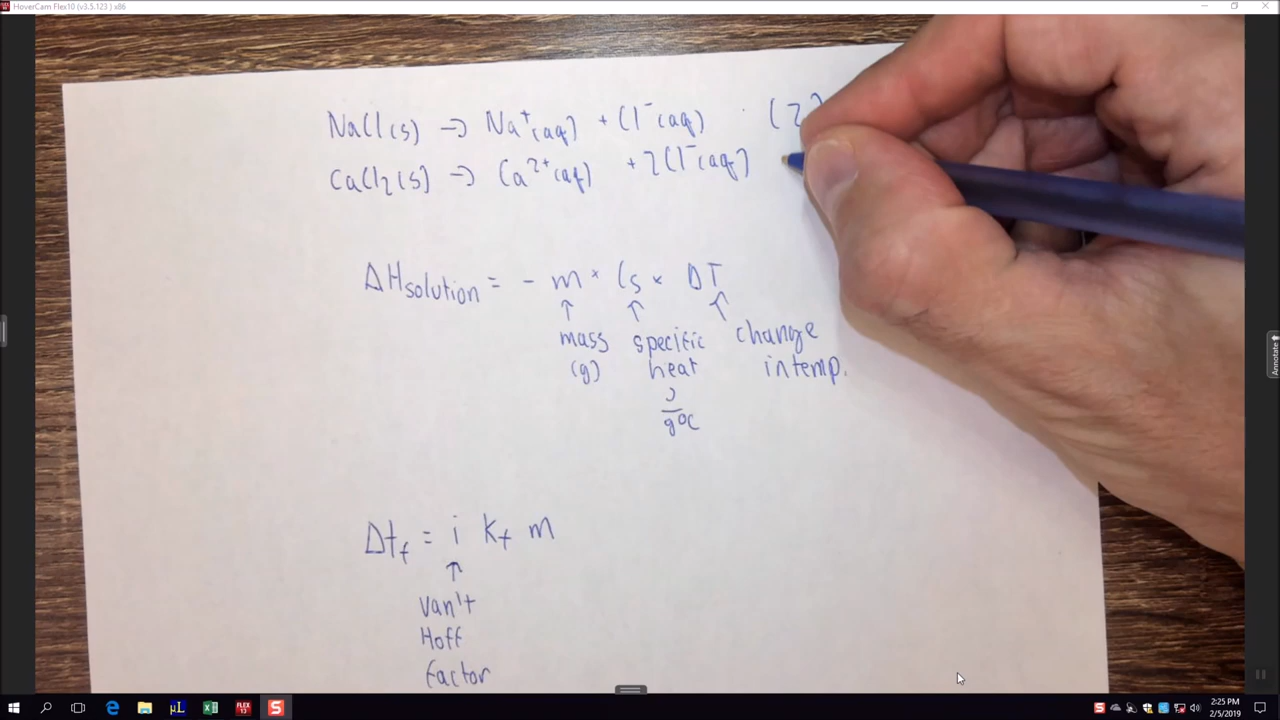 HoverCam Flex10 (v3.5.123) x86
NaCl(s) → Na⁺(aq) + Cl⁻(aq) (2)
CaCl₂(s) → Ca²⁺(aq) + 2Cl⁻(aq)
ΔHsolution = - m * Cs * ΔT
↑ ↑ ↑
mass specific change
(g) heat in temp.
J
g°C
Δtf = i kf m
↑
Van't
Hoff
Factor
Annotate
2:25 PM
2/5/2019